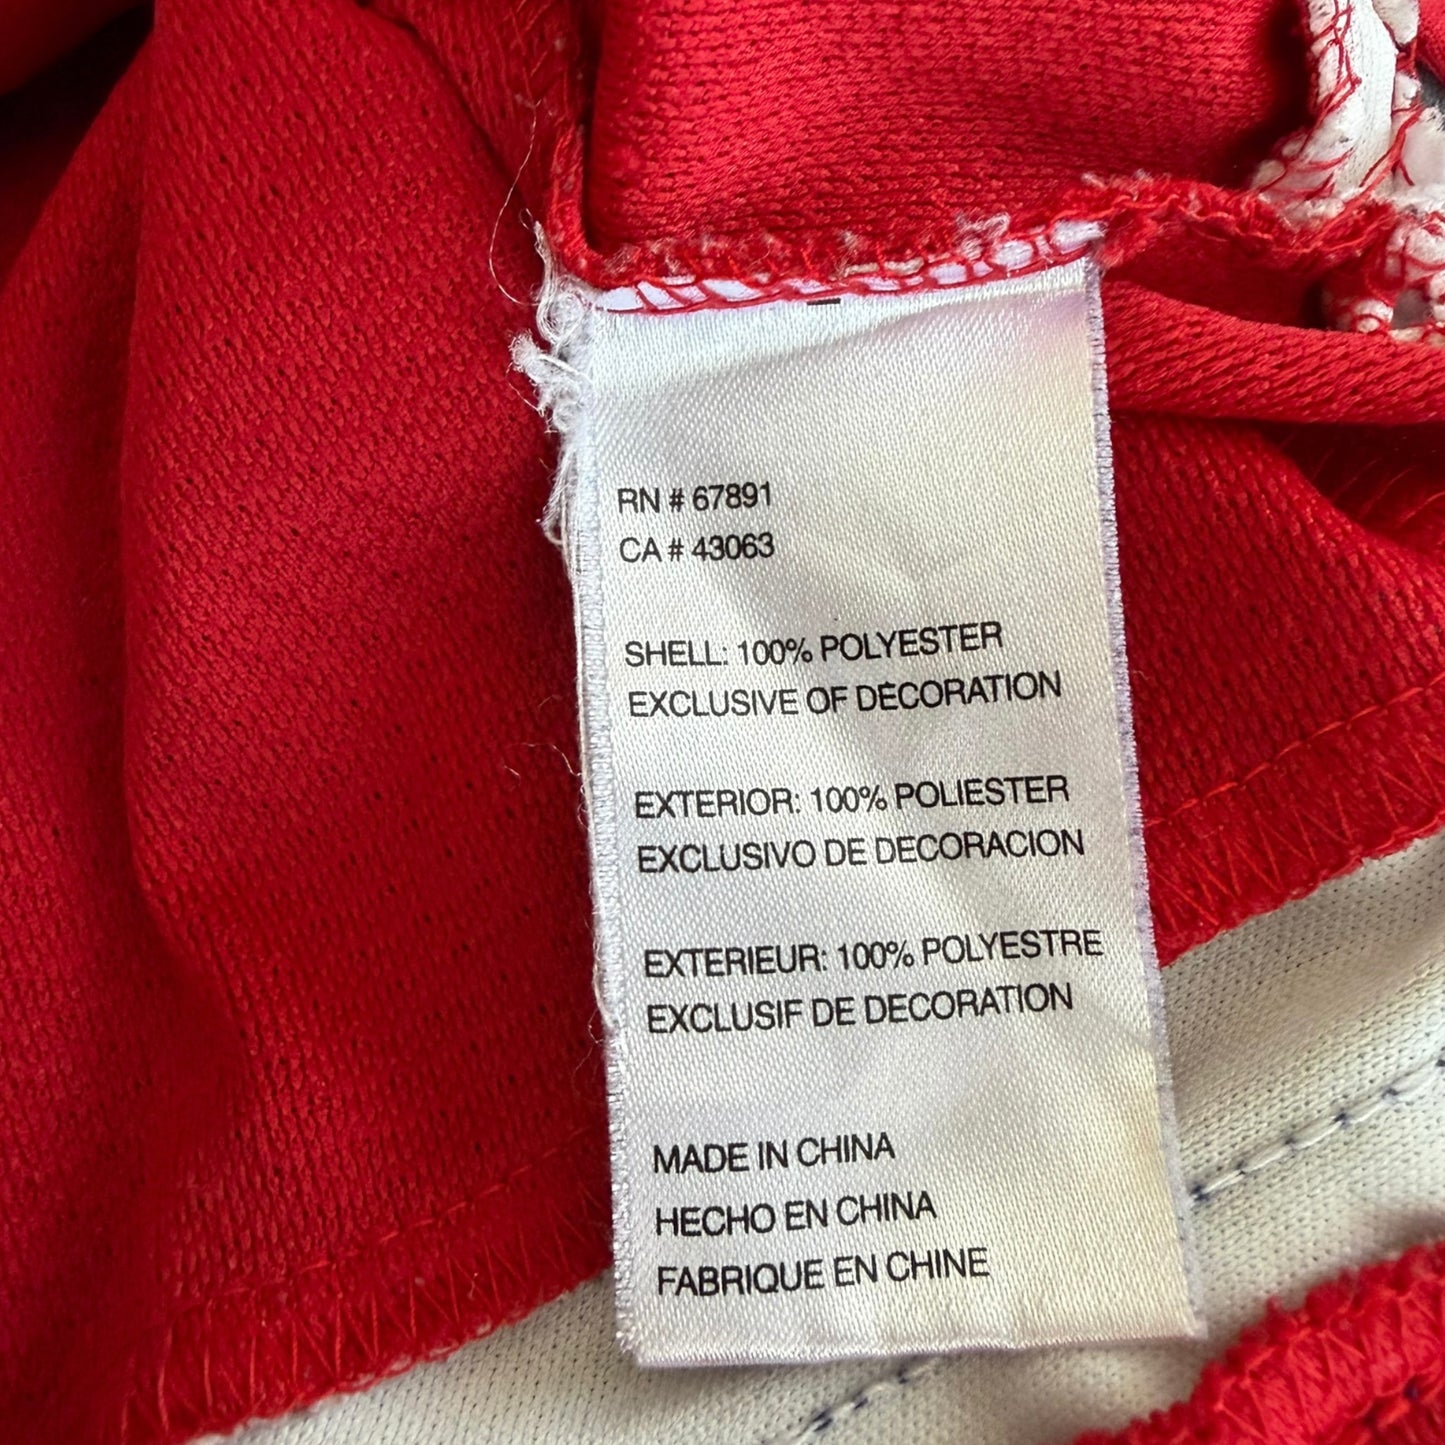 RN # 67891
CA # 43063
SHELL: 100% POLYESTER
EXCLUSIVE OF DECORATION
EXTERIOR: 100% POLIESTER
EXCLUSIVO DE DECORACION
EXTERIEUR: 100% POLYESTRE
EXCLUSIF DE DECORATION
MADE IN CHINA
HECHO EN CHINA
FABRIQUE EN CHINE